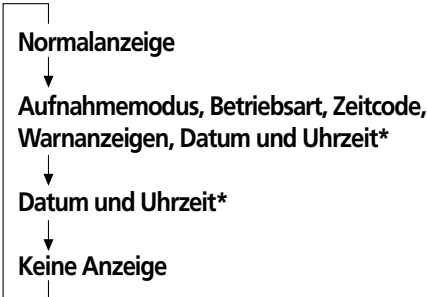 Normalanzeige
Aufnahmemodus, Betriebsart, Zeitcode,
Warnanzeigen, Datum und Uhrzeit*
Datum und Uhrzeit*
Keine Anzeige